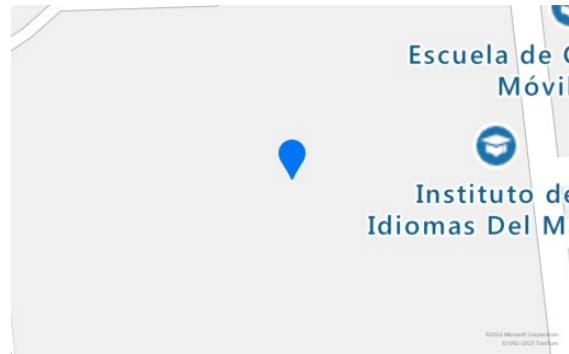 Escuela de
Móvil
Instituto de
Idiomas Del M
©2023 Microsoft Corporation
©1992-2023 TomTom